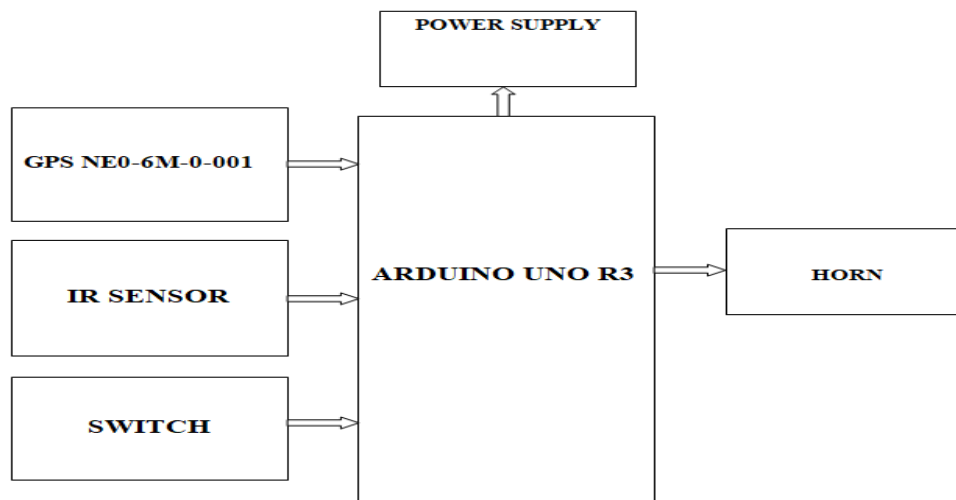 POWER SUPPLY
GPS NE0-6M-0-001
IR SENSOR
SWITCH
ARDUINO UNO R3
HORN